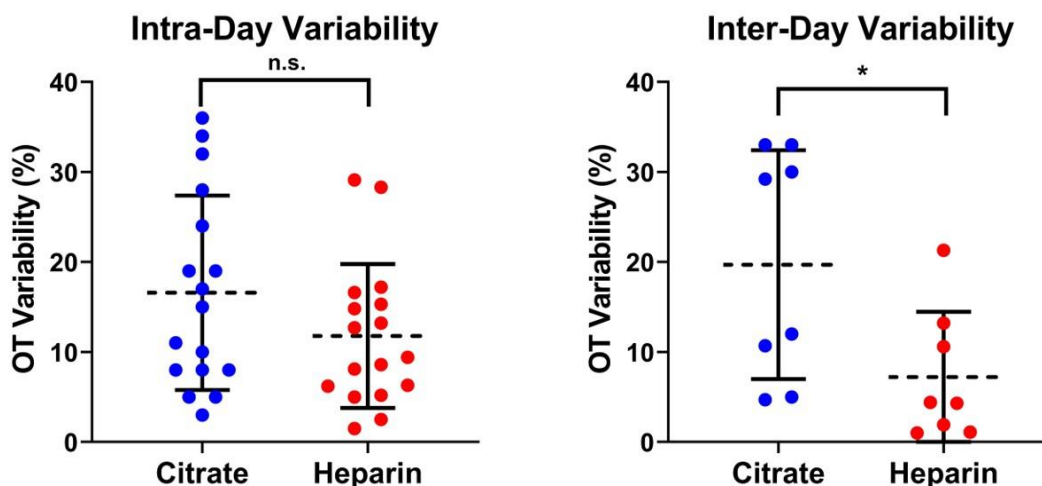 Intra-Day Variability
n.s.
OT Variability (%)
40
30
20
10
0
Citrate
Heparin
Inter-Day Variability
*
OT Variability (%)
40
30
20
10
0
Citrate
Heparin